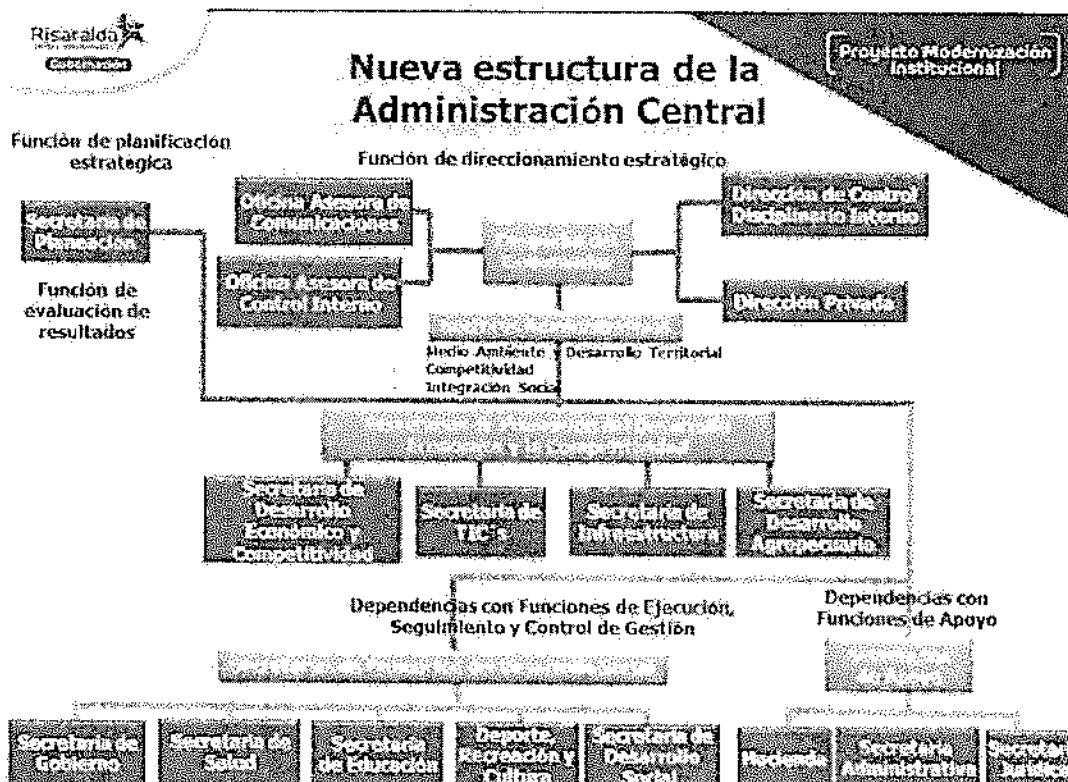 Risaralda
Gobernación
Proyecto Modernización
Institucional
Nueva estructura de la
Administración Central
Función de planificación
estratégica
Función de direccionamiento estratégico
Secretaría de
Planeación
Oficina Asesora de
Comunicaciones
Dirección de Control
Disciplinario Interno
Función de
evaluación de
resultados
Oficina Asesora de
Control Interno
Dirección Privada
Medio Ambiente y Desarrollo Territorial
Competitividad
Integración Social
Secretaría de
Desarrollo
Económico y
Competitividad
Secretaría de
TIC's
Secretaría de
Infraestructura
Secretaría de
Desarrollo
Agropecuario
Dependencias con Funciones de Ejecución,
Seguimiento y Control de Gestión
Dependencias con
Funciones de Apoyo
Secretaría de
Gobierno
Secretaría de
Salud
Secretaría
de Educación
Deporte,
Recreación y
Cultura
Secretaría de
Desarrollo
Social
Hacienda
Secretaría
Administrativa